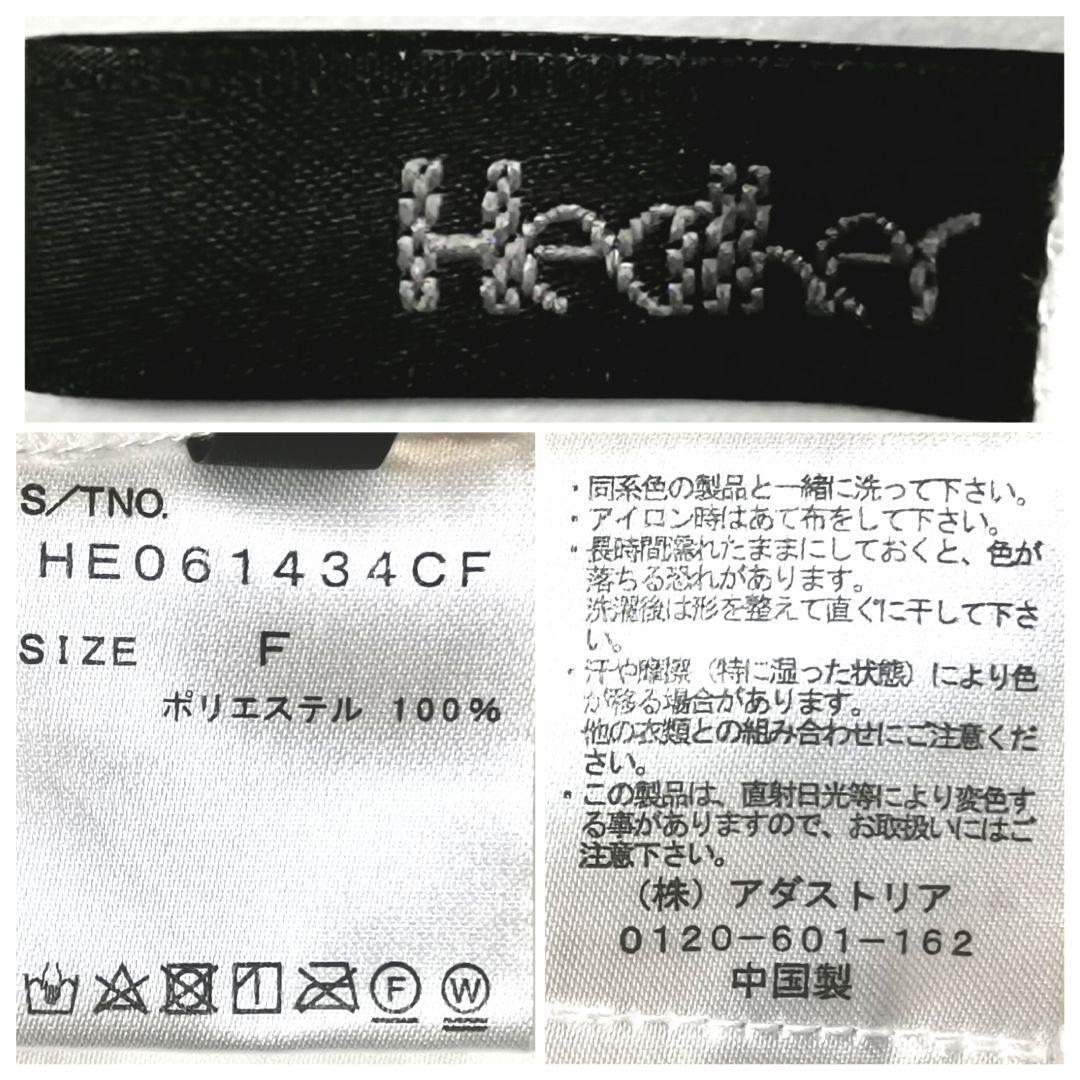 Heather
S/TNO.
HE061434CF
SIZE F
ポリエステル 100%
F W
・同系色の製品と一緒に洗って下さい。
・アイロン時はあて布をして下さい。
・長時間濡れたままにしておくと、色が
落ちる恐れがあります。
洗濯後は形を整えて直ぐに干して下さ
い。
・汗や摩擦（特に湿った状態）により色
が移る場合があります。
他の衣類との組み合わせにご注意くだ
さい。
・この製品は、直射日光等により変色す
る事がありますので、お取扱いにはご
注意下さい。
（株）アダストリア
0120-601-162
中国製